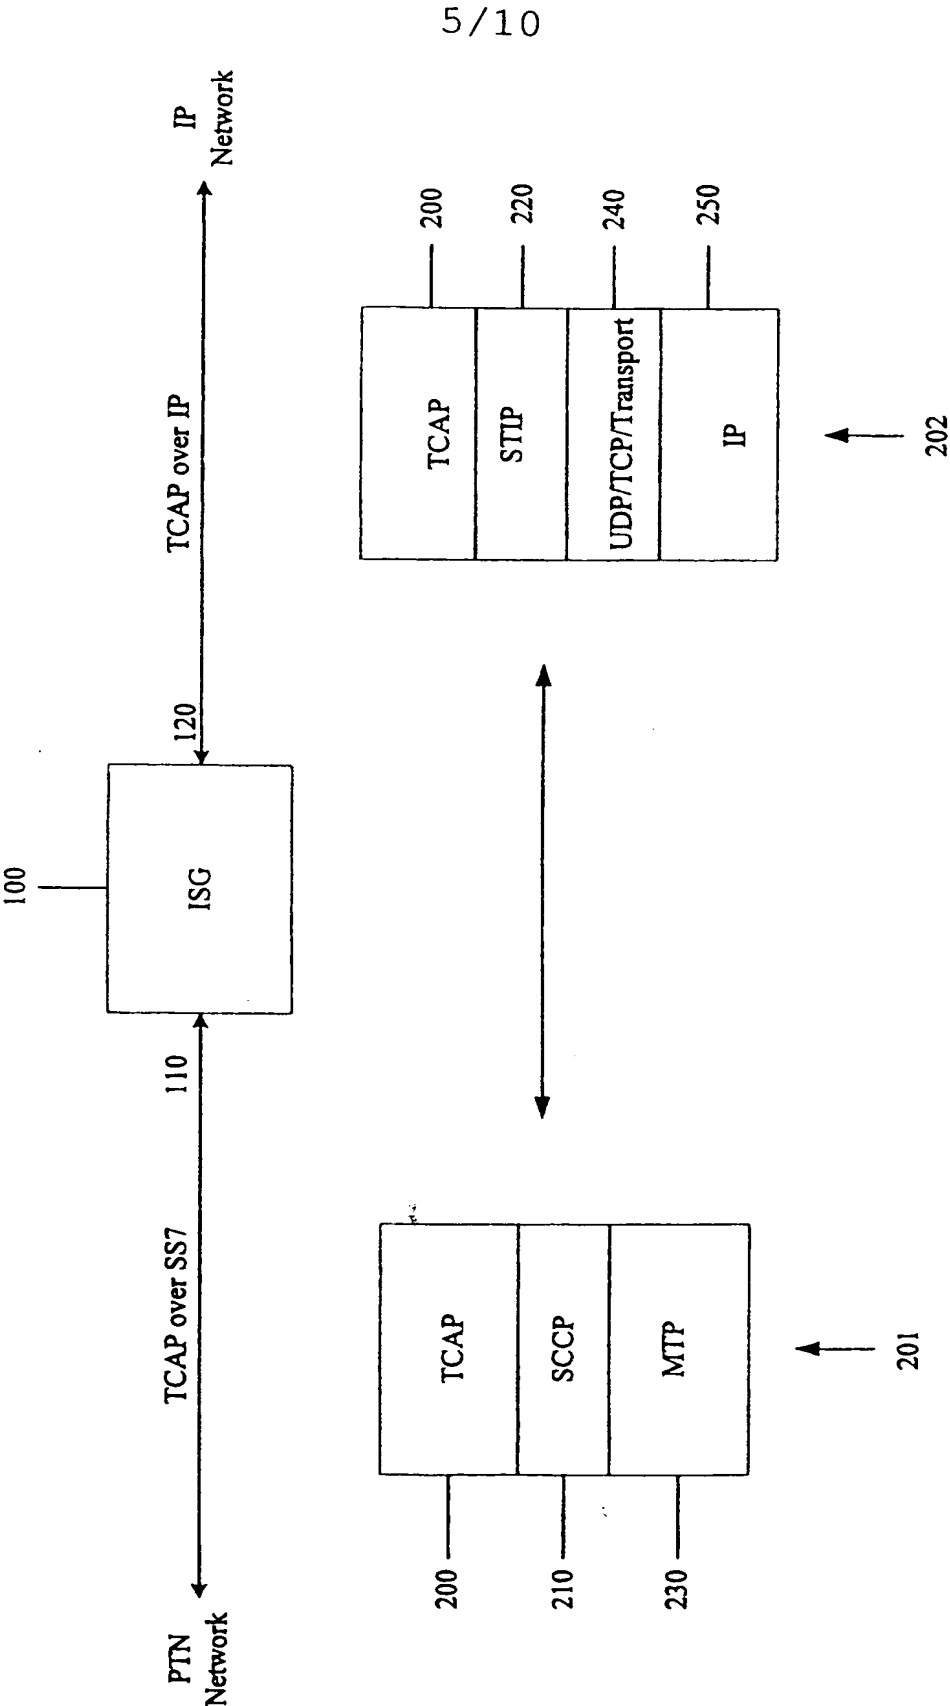 5/10
100
PTN
Network
TCAP over SS7
110
ISG
120
TCAP over IP
IP
Network
200
210
230
TCAP
SCCP
MTP
201
TCAP
STIP
UDP/TCP/Transport
IP
200
220
240
250
202